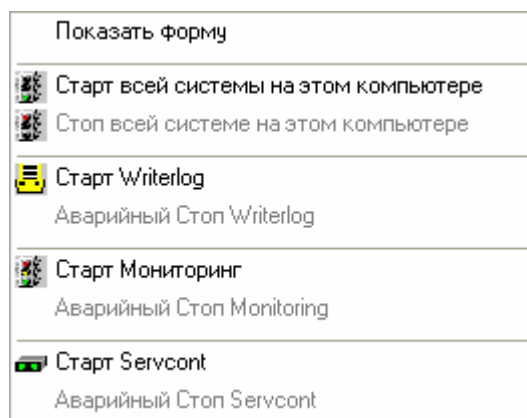 Показать форму
Старт всей системы на этом компьютере
Стоп всей системе на этом компьютере
Старт Writerlog
Аварийный Стоп Writerlog
Старт Мониторинг
Аварийный Стоп Monitoring
Старт Servcont
Аварийный Стоп Servcont